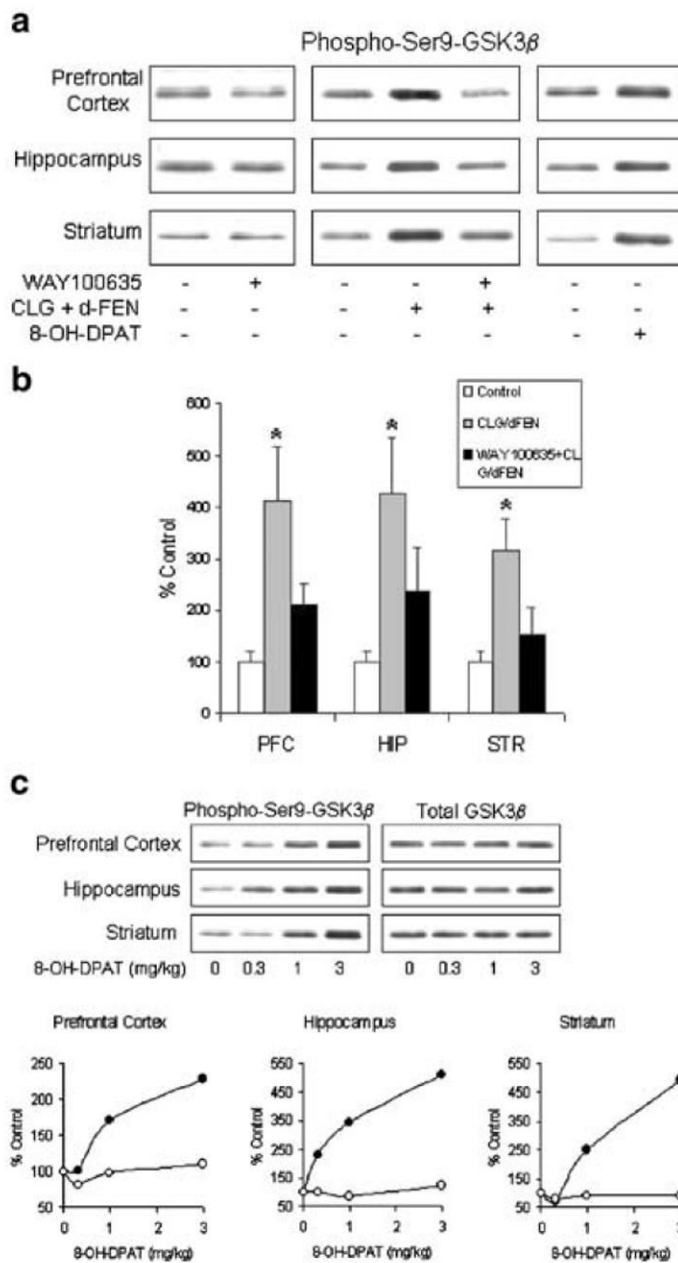 a
Phospho-Ser9-GSK3β
Prefrontal
Cortex
Hippocampus
Striatum
WAY100635 - + - - + - -
CLG + d-FEN - - - + + - -
8-OH-DPAT - - - - - - +
b
Control
CLG/dFEN
WAY100635+CL
G/dFEN
% Control
600
500
400
300
200
100
0
* * *
PFC HIP STR
c
Phospho-Ser9-GSK3β Total GSK3β
Prefrontal Cortex
Hippocampus
Striatum
8-OH-DPAT (mg/kg) 0 0.3 1 3 0 0.3 1 3
Prefrontal Cortex
% Control
250
200
150
100
50
0 1 2 3
8-OH-DPAT (mg/kg)
Hippocampus
% Control
550
450
350
250
150
50
0 1 2 3
8-OH-DPAT (mg/kg)
Striatum
% Control
550
450
350
250
150
50
0 1 2 3
8-OH-DPAT (mg/kg)